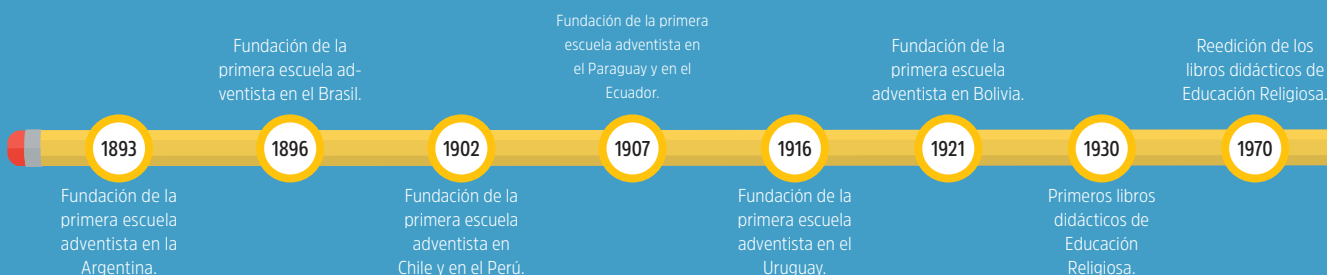 1893
Fundación de la
primera escuela
adventista en la
Argentina.
Fundación de la
primera escuela ad-
ventista en el Brasil.
1896
1902
Fundación de la
primera escuela
adventista en
Chile y en el Perú.
Fundación de la primera
escuela adventista en
el Paraguay y en el
Ecuador.
1907
1916
Fundación de la
primera escuela
adventista en el
Uruguay.
Fundación de la
primera escuela
adventista en Bolivia.
1921
1930
Primeros libros
didácticos de
Educación
Religiosa.
Reedición de los
libros didácticos de
Educación Religiosa.
1970